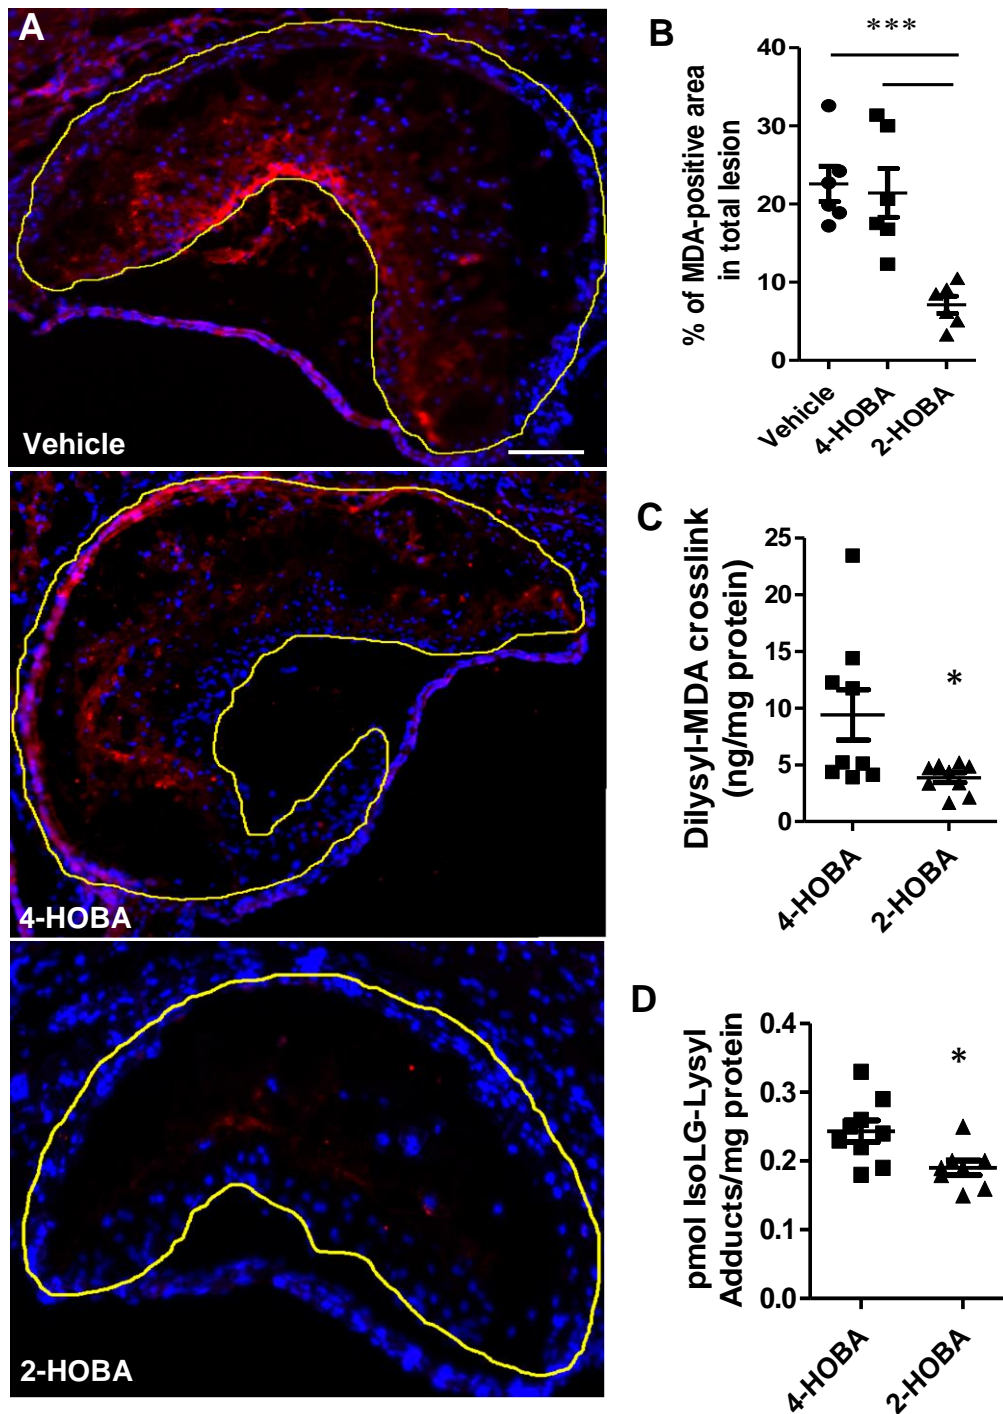 A
Vehicle
4-HOBA
2-HOBA
B
***
% of MDA-positive area
in total lesion
40
30
20
10
0
Vehicle
4-HOBA
2-HOBA
C
Dilysyl-MDA crosslink
(ng/mg protein)
25
20
15
10
5
0
*
4-HOBA
2-HOBA
D
pmol IsoLG-Lysyl
Adducts/mg protein
0.4
0.3
0.2
0.1
0.0
*
4-HOBA
2-HOBA